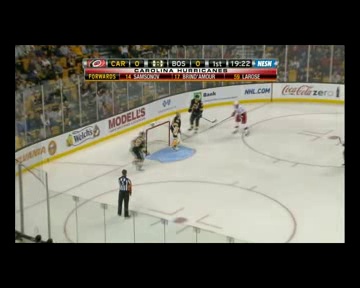 CAR 0 BOS 0 1st 19:22 NESN
CAROLINA HURRICANES
FORWARDS 14 SAMSONOV 17 BRIND'AMOUR 59 LAROSE
NHL.COM
Coca-Cola zero
MODELL'S
Welch's